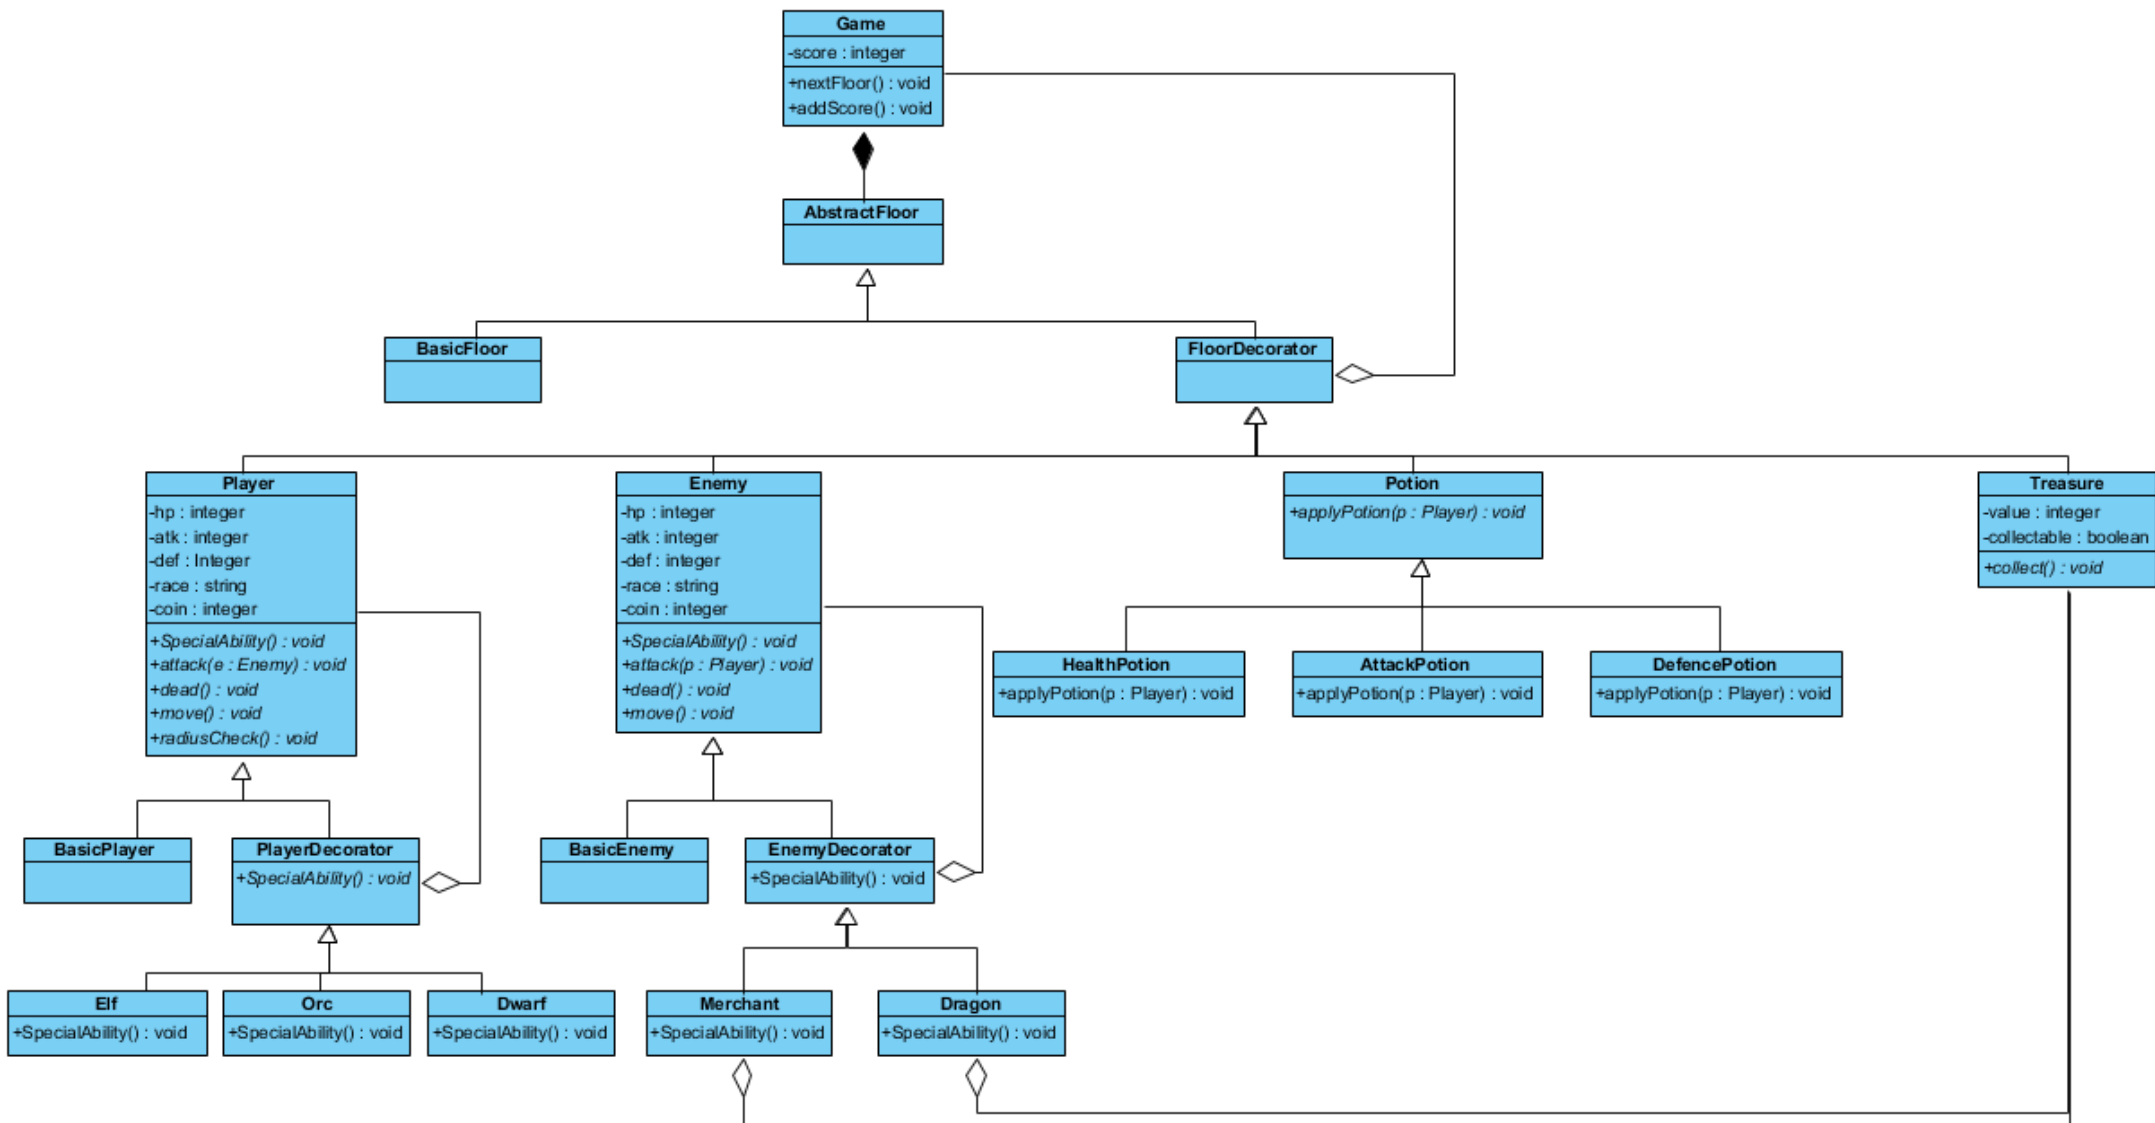 Game
-score : integer
+nextFloor() : void
+addScore() : void
AbstractFloor
BasicFloor
FloorDecorator
Player
-hp : integer
-atk : integer
-def : Integer
-race : string
-coin : integer
+SpecialAbility() : void
+attack(e : Enemy) : void
+dead() : void
+move() : void
+radiusCheck() : void
Enemy
-hp : integer
-atk : integer
-def : integer
-race : string
-coin : integer
+SpecialAbility() : void
+attack(p : Player) : void
+dead() : void
+move() : void
Potion
+applyPotion(p : Player) : void
Treasure
-value : integer
-collectable : boolean
+collect() : void
HealthPotion
+applyPotion(p : Player) : void
AttackPotion
+applyPotion(p : Player) : void
DefencePotion
+applyPotion(p : Player) : void
BasicPlayer
PlayerDecorator
+SpecialAbility() : void
BasicEnemy
EnemyDecorator
+SpecialAbility() : void
Elf
+SpecialAbility() : void
Orc
+SpecialAbility() : void
Dwarf
+SpecialAbility() : void
Merchant
+SpecialAbility() : void
Dragon
+SpecialAbility() : void